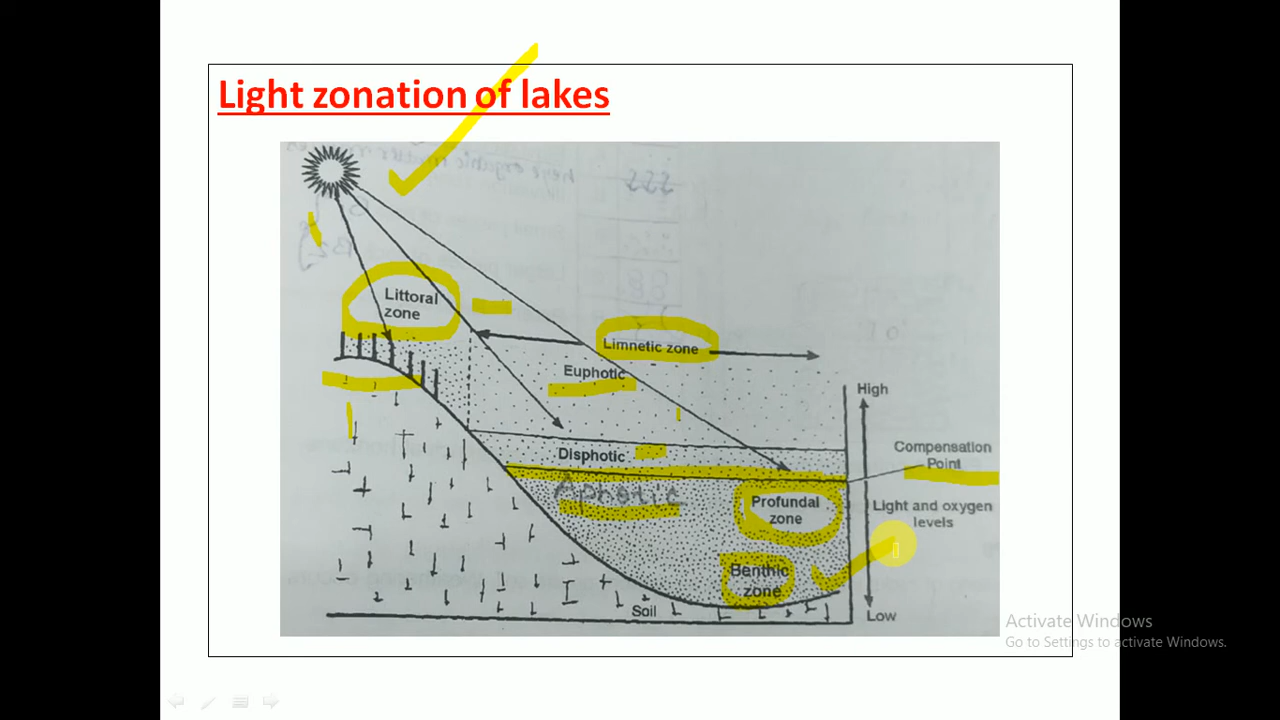 Light zonation of lakes
Littoral
zone
Limnetic zone
Euphotic
High
Compensation
Point
Disphotic
Aphotic
Profundal
zone
Light and oxygen
levels
Benthic
zone
Soil
Low
Activate Windows
Go to Settings to activate Windows.